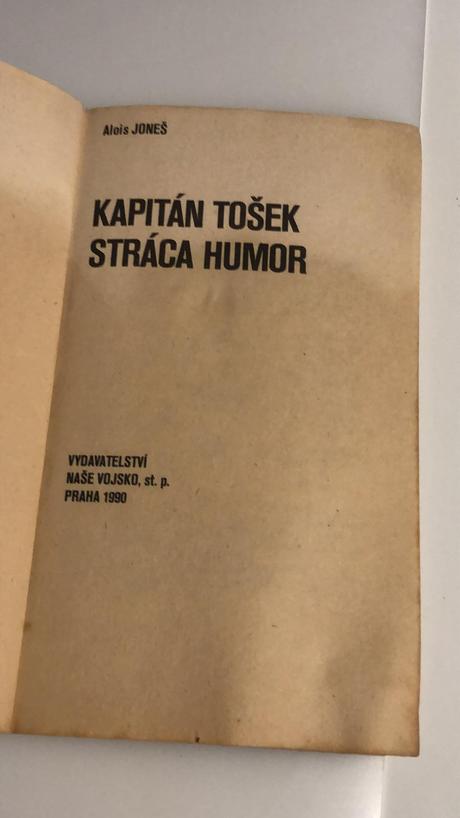 Alois JONEŠ
KAPITÁN TOŠEK
STRÁCA HUMOR
VYDAVATELSTVÍ
NAŠE VOJSKO, st. p.
PRAHA 1990